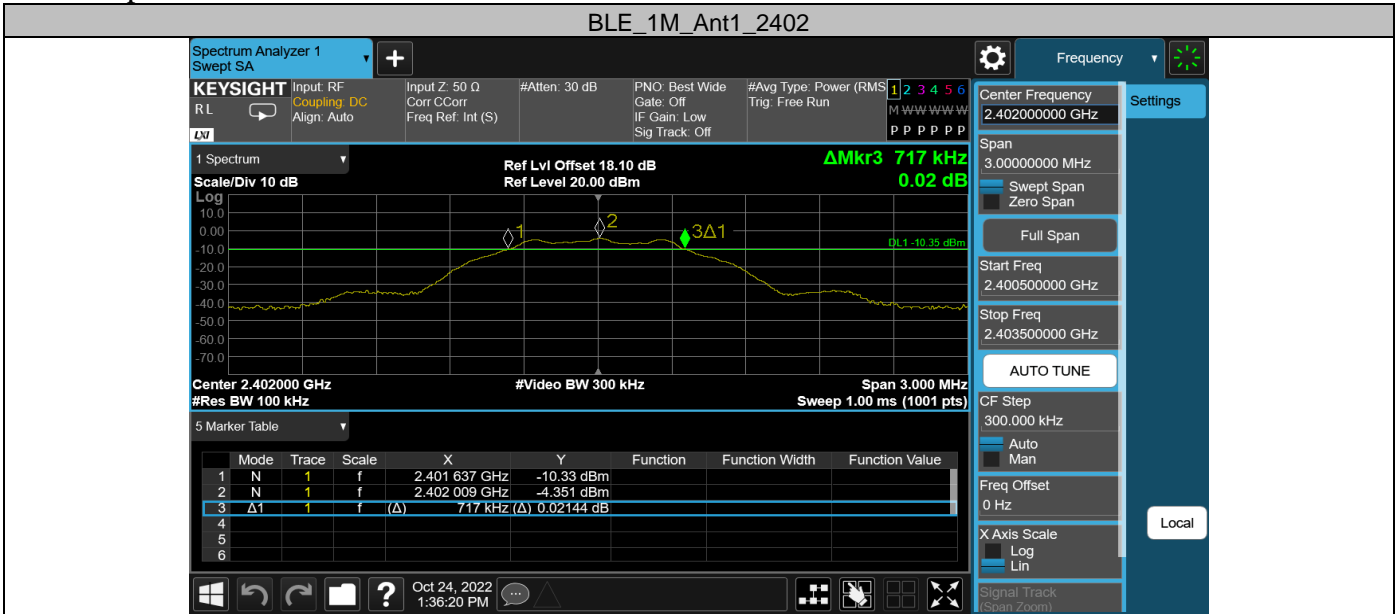 BLE_1M_Ant1_2402
Spectrum Analyzer 1
Swept SA
Frequency
KEYSIGHT
RL
LXI
Input: RF
Coupling: DC
Align: Auto
Input Z: 50 Ω
Corr CCorr
Freq Ref: Int (S)
#Atten: 30 dB
PNO: Best Wide
Gate: Off
IF Gain: Low
Sig Track: Off
#Avg Type: Power (RMS
Trig: Free Run
1 2 3 4 5 6
M W W W W W
P P P P P P
1 Spectrum
Scale/Div 10 dB
Ref Lvl Offset 18.10 dB
Ref Level 20.00 dBm
ΔMkr3 717 kHz
0.02 dB
Log
10.0
0.00
-10.0
-20.0
-30.0
-40.0
-50.0
-60.0
-70.0
1
2
3Δ1
DL1 -10.35 dBm
Center 2.402000 GHz
#Res BW 100 kHz
#Video BW 300 kHz
Span 3.000 MHz
Sweep 1.00 ms (1001 pts)
5 Marker Table
Mode Trace Scale X Y Function Function Width Function Value
1 N 1 f 2.401 637 GHz -10.33 dBm
2 N 1 f 2.402 009 GHz -4.351 dBm
3 Δ1 1 f (Δ) 717 kHz (Δ) 0.02144 dB
4
5
6
Oct 24, 2022
1:36:20 PM
Center Frequency
2.402000000 GHz
Span
3.00000000 MHz
Swept Span
Zero Span
Full Span
Start Freq
2.400500000 GHz
Stop Freq
2.403500000 GHz
AUTO TUNE
CF Step
300.000 kHz
Auto
Man
Freq Offset
0 Hz
X Axis Scale
Log
Lin
Signal Track
(Span Zoom)
Settings
Local